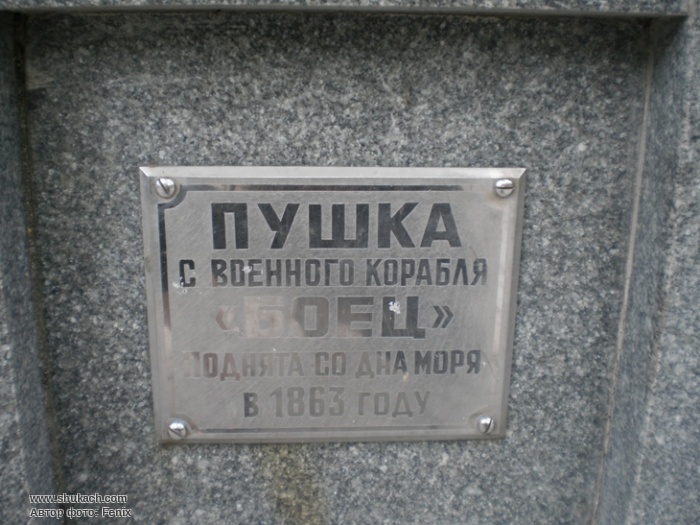 ПУШКА
С ВОЕННОГО КОРАБЛЯ
«БОЕЦ»
ПОДНЯТА СО ДНА МОРЯ
В 1863 ГОДУ
www.shukach.com
Автор фото: Fenix